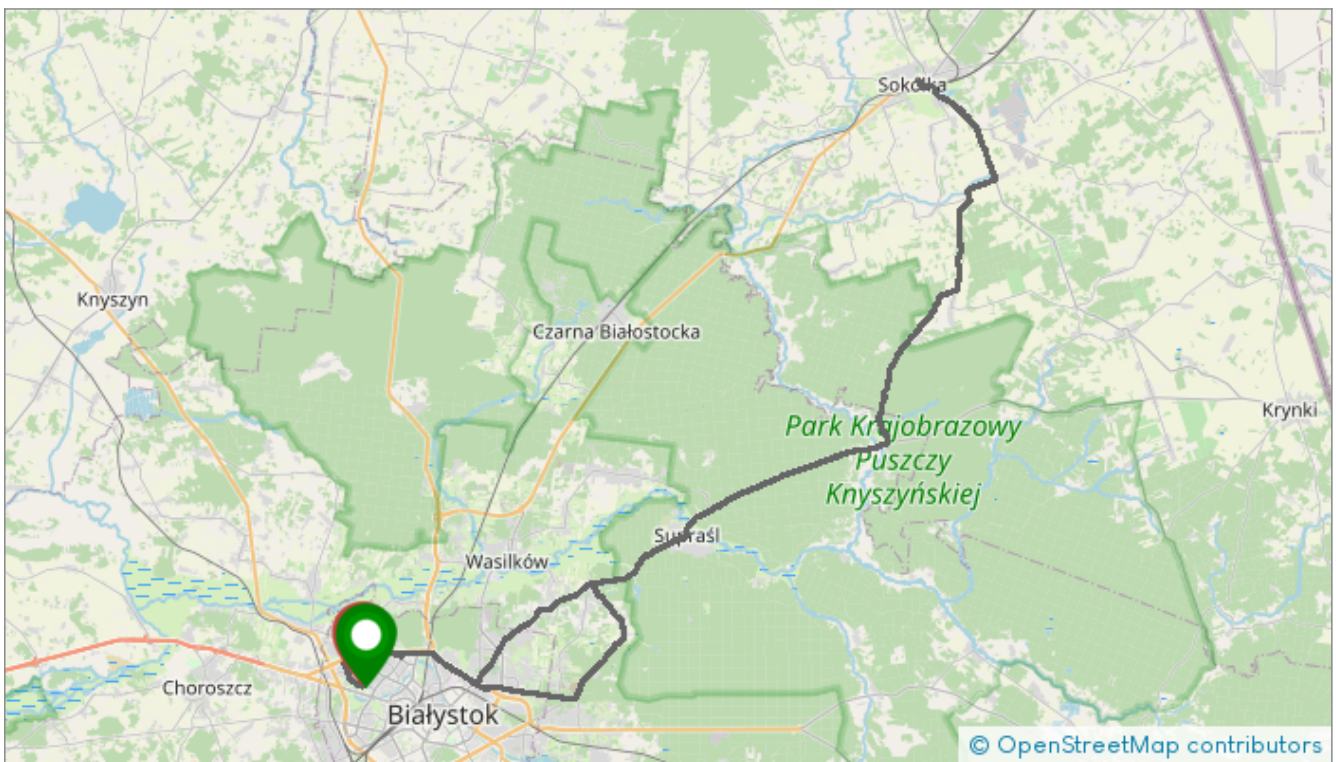 Sokółka
Knyszyn
Czarna Białostocka
Krynki
Park Krajobrazowy
Puszczy
Knyszyńskiej
Supraśl
Wasilków
Choroszcz
Białystok
© OpenStreetMap contributors